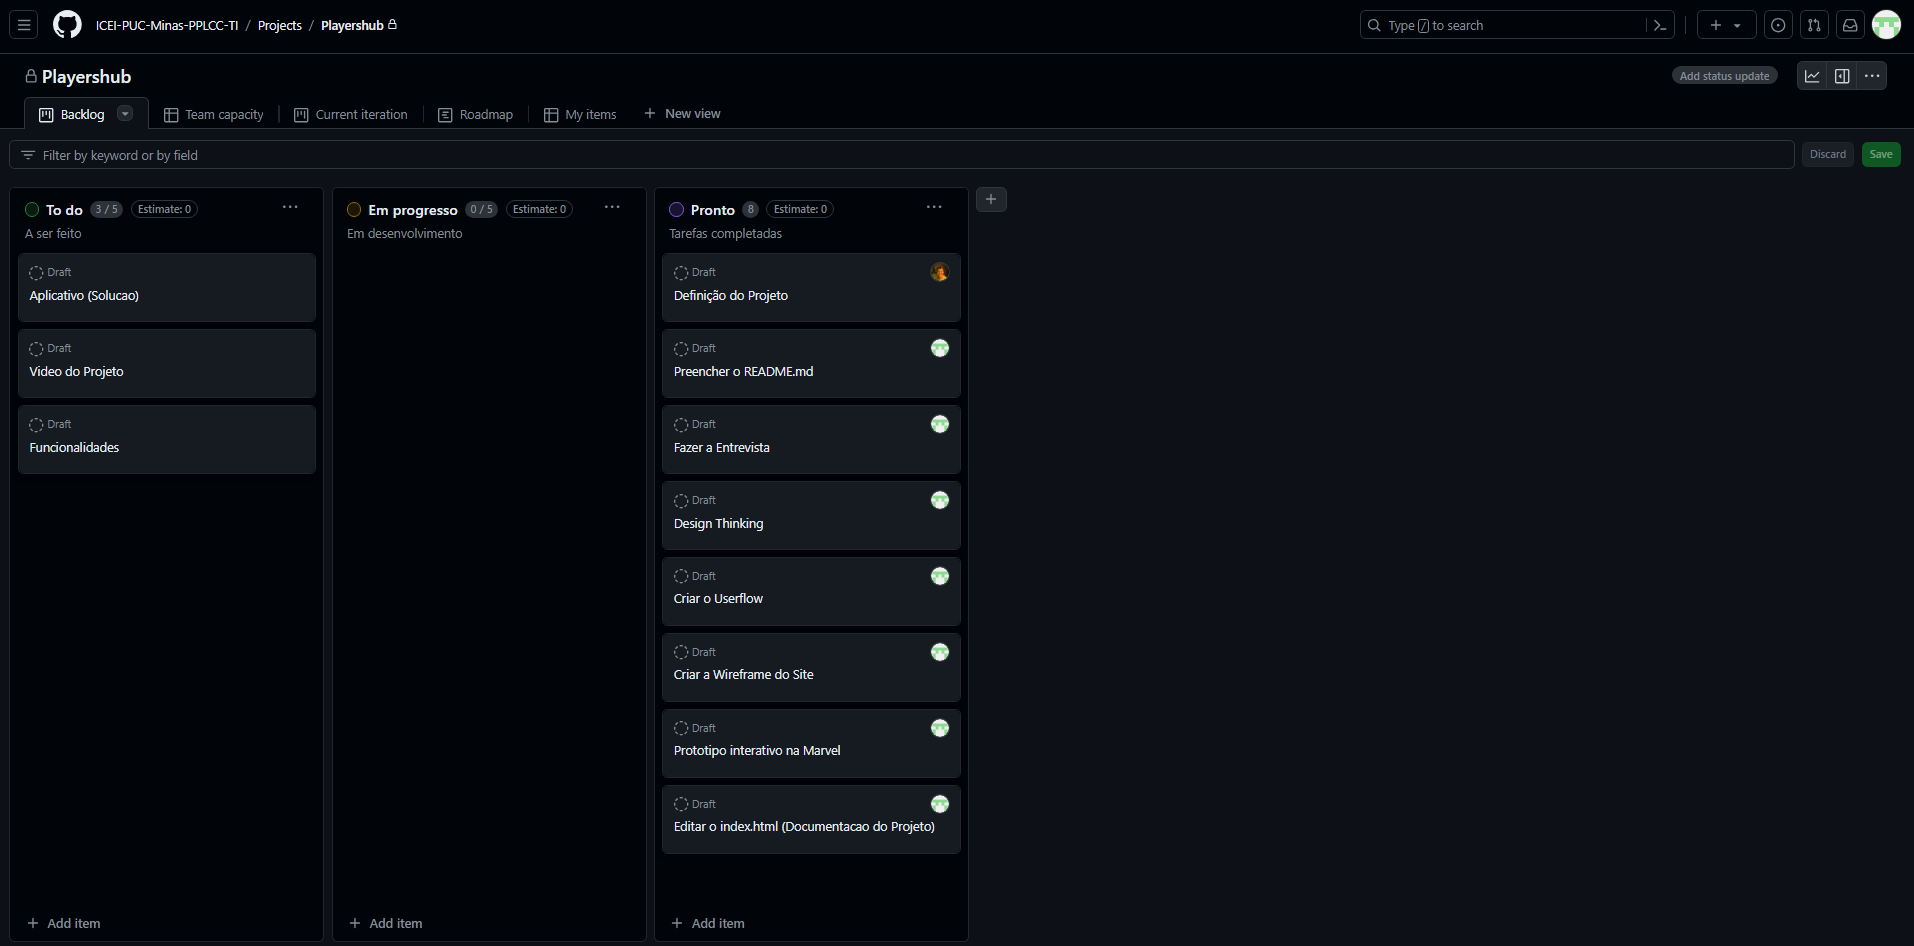 ICEI-PUC-Minas-PPLCC-TI / Projects / Playershub
Type / to search
Playershub
Add status update
Backlog
Team capacity
Current iteration
Roadmap
My items
New view
Filter by keyword or by field
Discard
Save
To do 3 / 5 Estimate: 0
A ser feito
Draft
Aplicativo (Solucao)
Draft
Video do Projeto
Draft
Funcionalidades
Add item
Em progresso 0 / 5 Estimate: 0
Em desenvolvimento
Add item
Pronto 8 Estimate: 0
Tarefas completadas
Draft
Definição do Projeto
Draft
Preencher o README.md
Draft
Fazer a Entrevista
Draft
Design Thinking
Draft
Criar o Userflow
Draft
Criar a Wireframe do Site
Draft
Prototipo interativo na Marvel
Draft
Editar o index.html (Documentacao do Projeto)
Add item